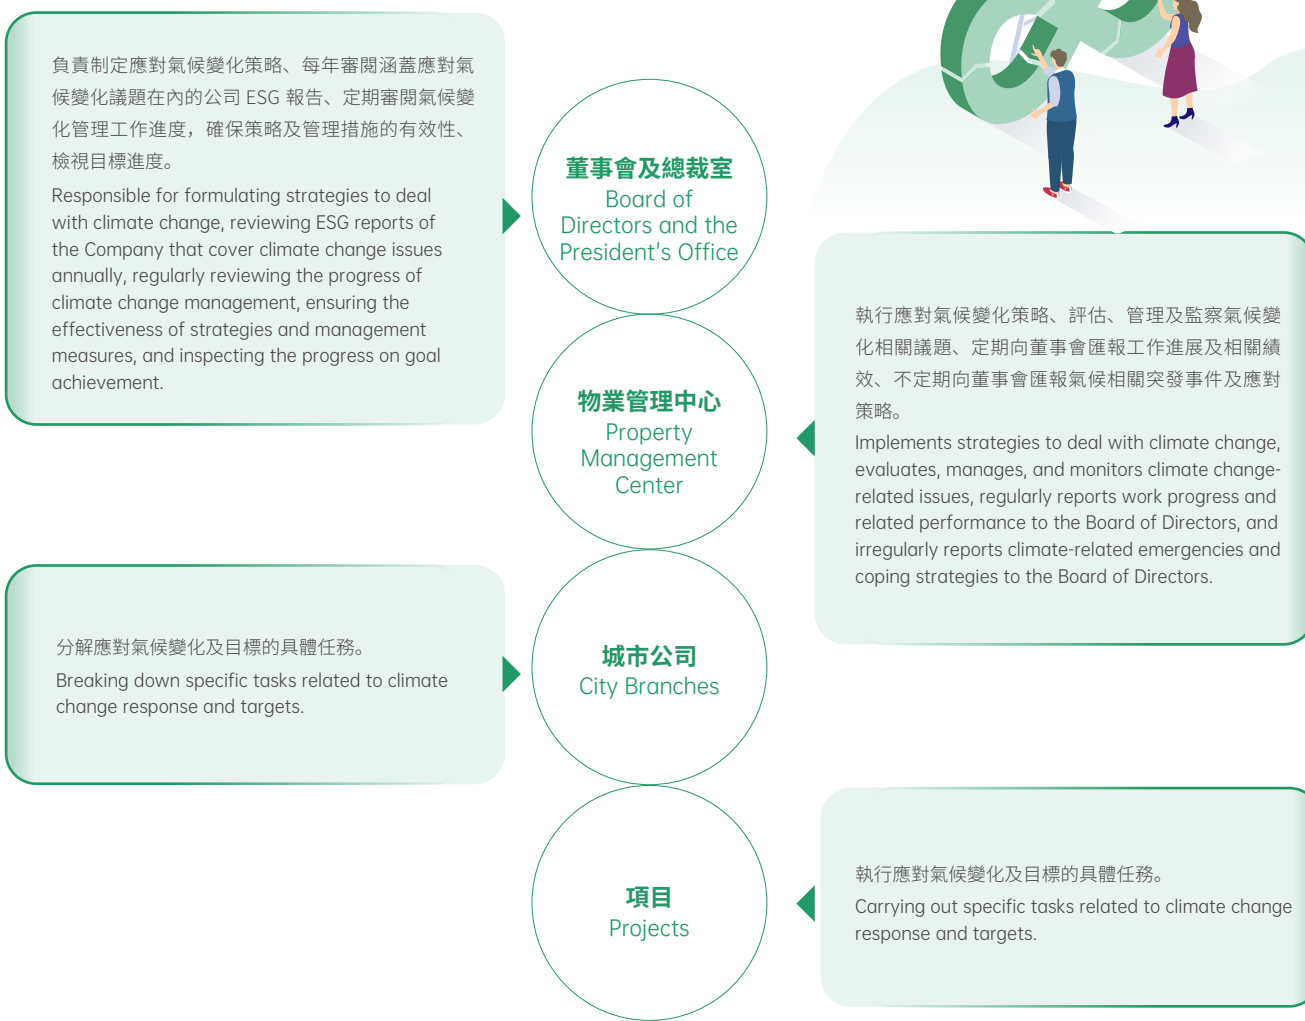 負責制定應對氣候變化策略、每年審閱涵蓋應對氣
候變化議題在內的公司 ESG 報告、定期審閱氣候變
化管理工作進度，確保策略及管理措施的有效性、
檢視目標進度。
Responsible for formulating strategies to deal
with climate change, reviewing ESG reports of
the Company that cover climate change issues
annually, regularly reviewing the progress of
climate change management, ensuring the
effectiveness of strategies and management
measures, and inspecting the progress on goal
achievement.
董事會及總裁室
Board of
Directors and the
President's Office
物業管理中心
Property
Management
Center
執行應對氣候變化策略、評估、管理及監察氣候變
化相關議題、定期向董事會匯報工作進展及相關績
效、不定期向董事會匯報氣候相關突發事件及應對
策略。
Implements strategies to deal with climate change,
evaluates, manages, and monitors climate change-
related issues, regularly reports work progress and
related performance to the Board of Directors, and
irregularly reports climate-related emergencies and
coping strategies to the Board of Directors.
分解應對氣候變化及目標的具體任務。
Breaking down specific tasks related to climate
change response and targets.
城市公司
City Branches
項目
Projects
執行應對氣候變化及目標的具體任務。
Carrying out specific tasks related to climate change
response and targets.